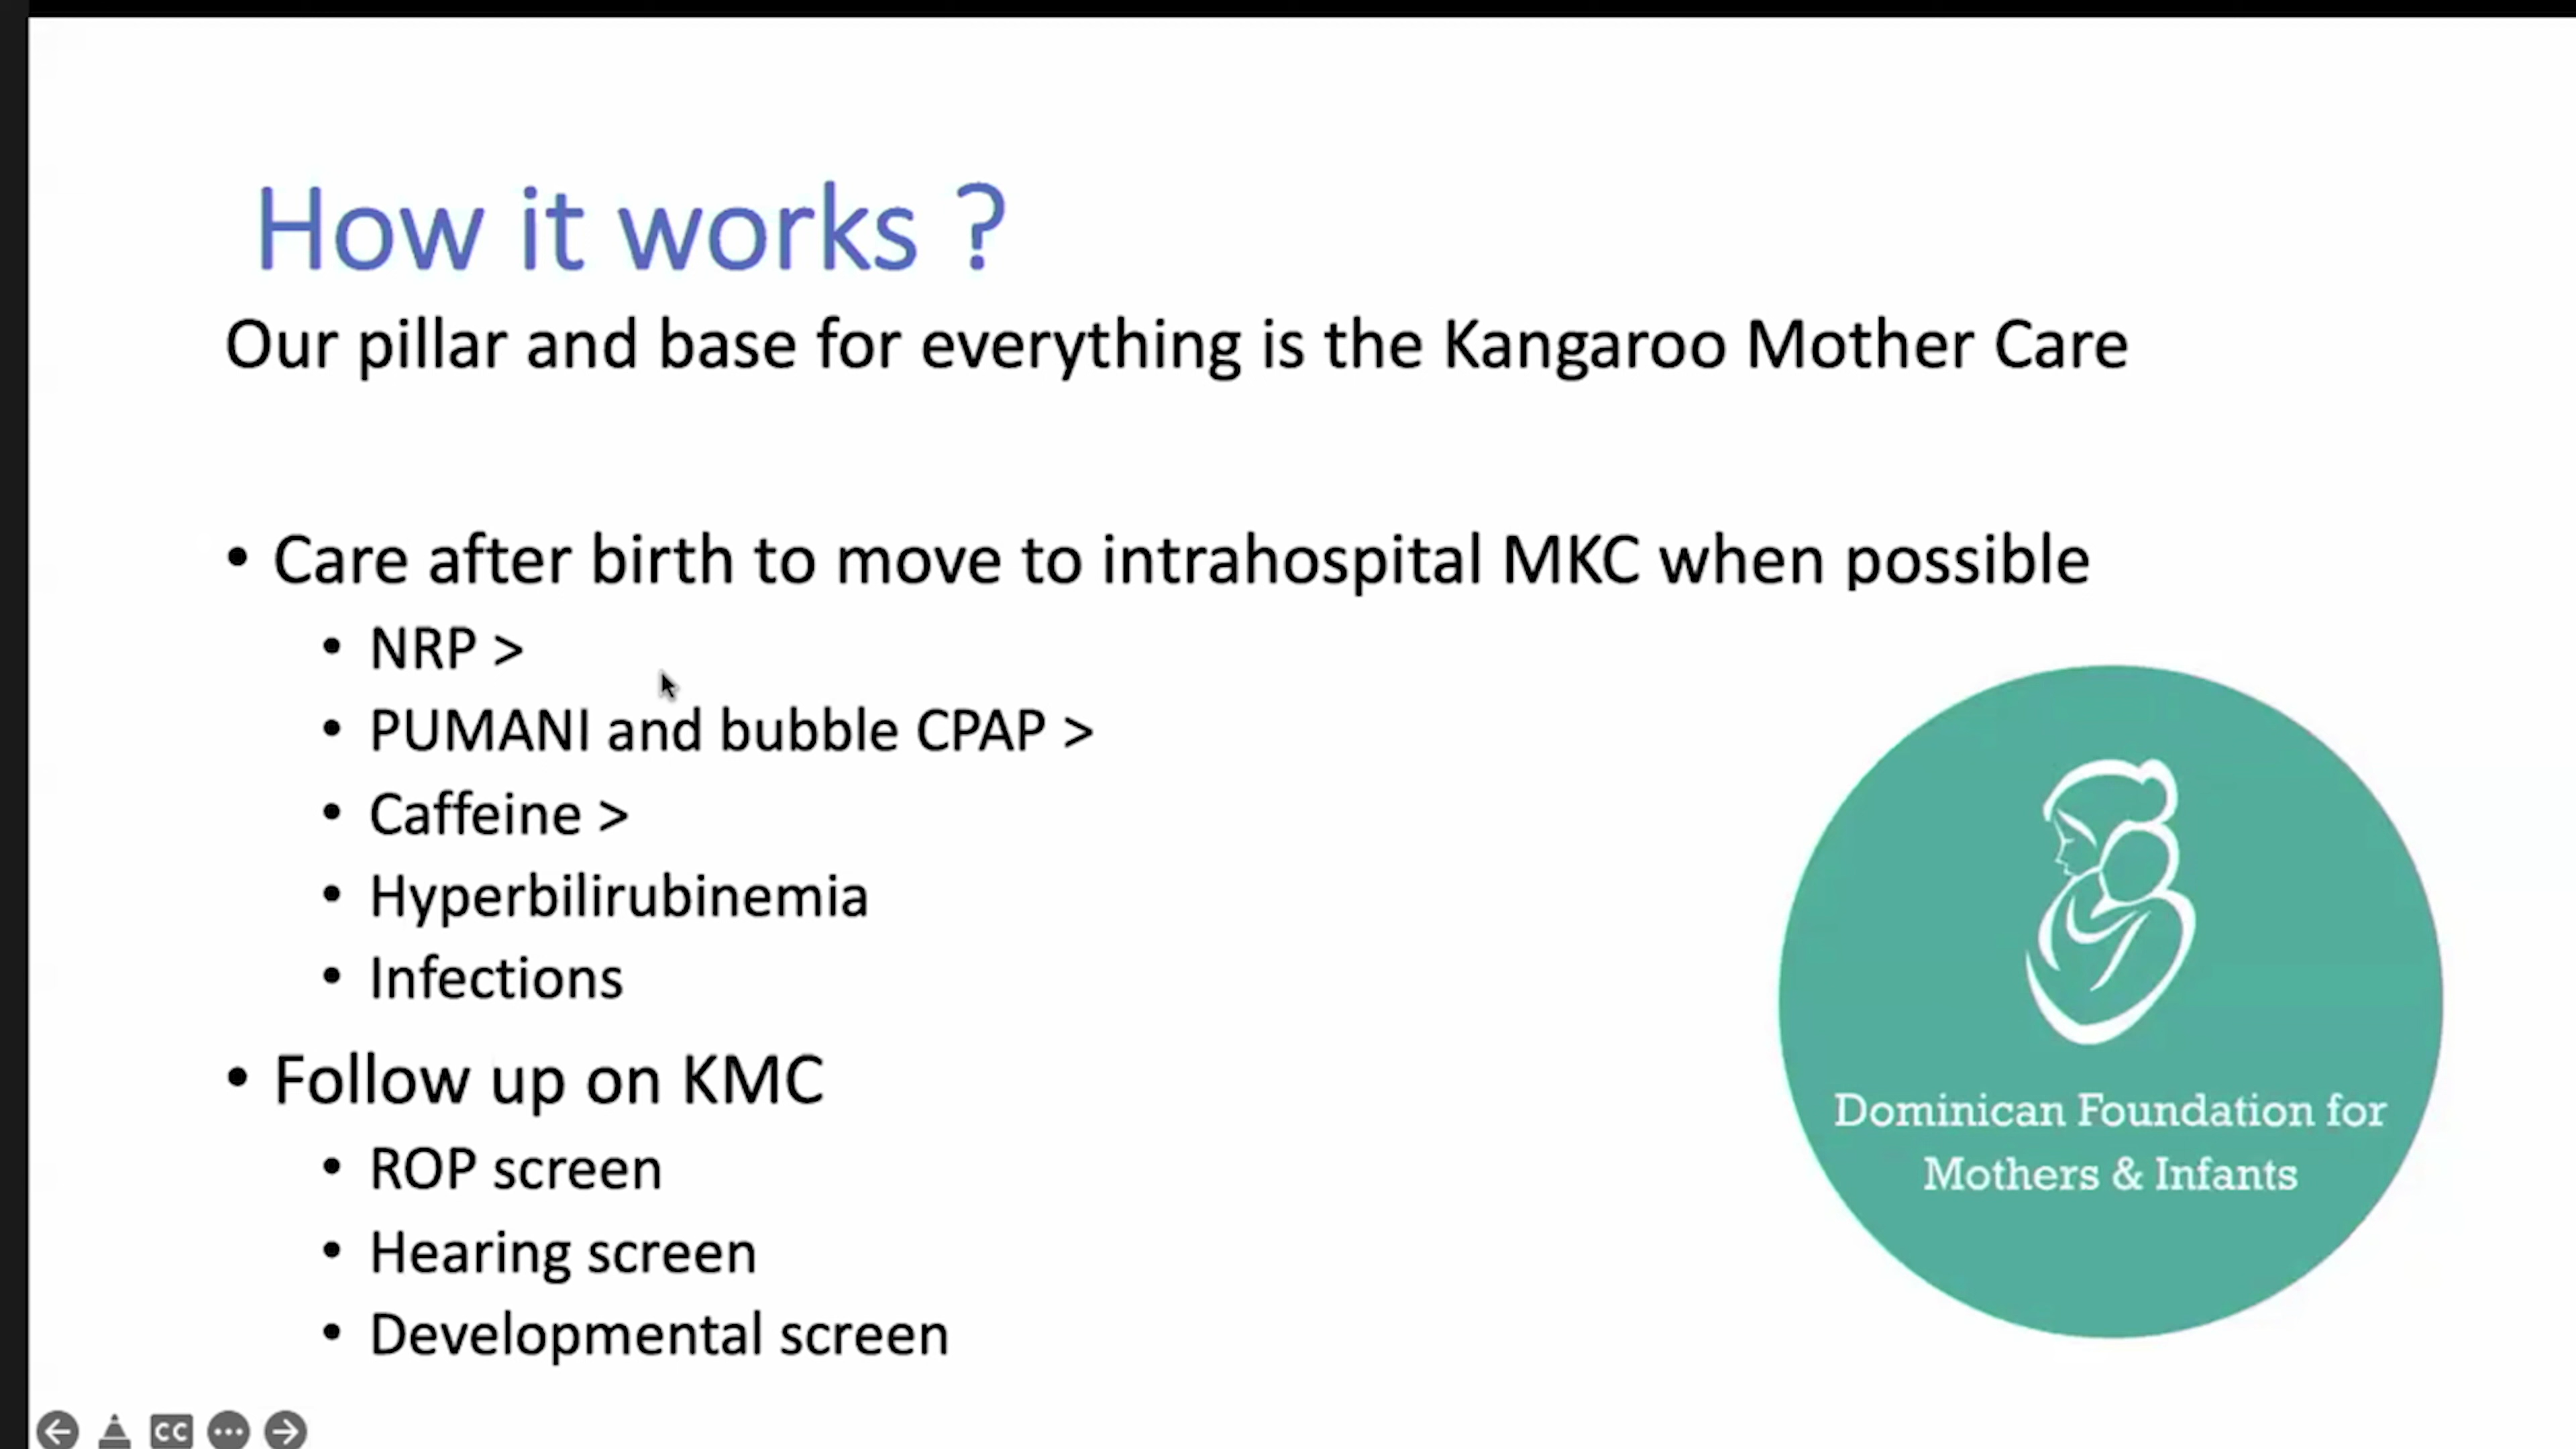 How it works ?
Our pillar and base for everything is the Kangaroo Mother Care
• Care after birth to move to intrahospital MKC when possible
• NRP >
• PUMANI and bubble CPAP >
• Caffeine >
• Hyperbilirubinemia
• Infections
• Follow up on KMC
• ROP screen
• Hearing screen
• Developmental screen
Dominican Foundation for
Mothers & Infants
CC